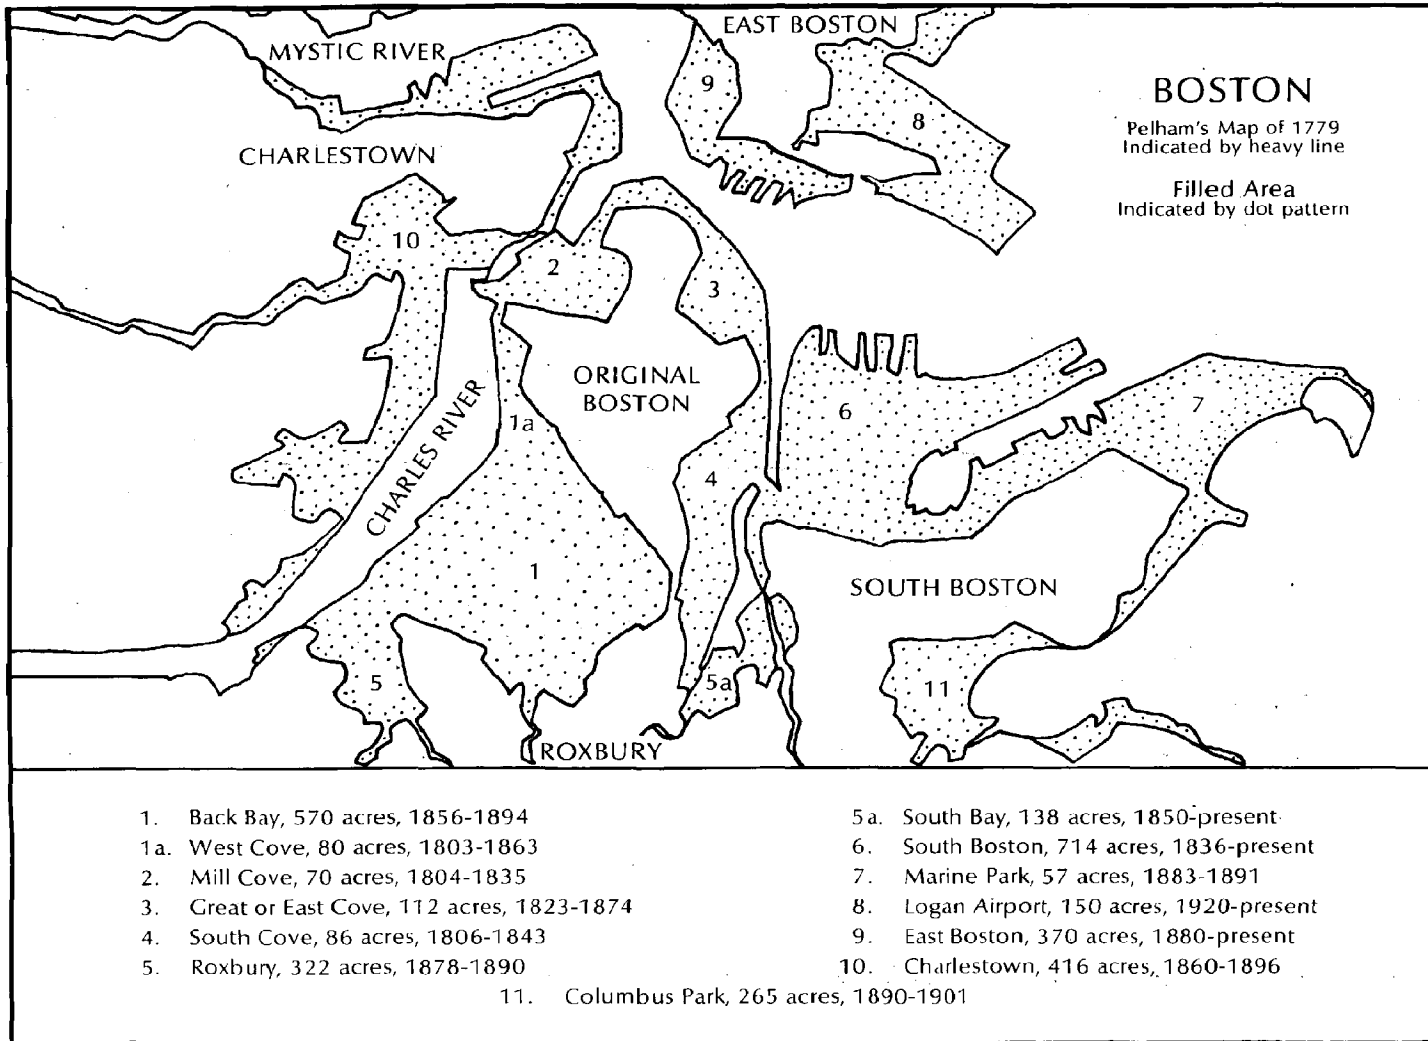 MYSTIC RIVER
EAST BOSTON
BOSTON
Pelham's Map of 1779
Indicated by heavy line
Filled Area
Indicated by dot pattern
9
8
CHARLESTOWN
10
2
3
ORIGINAL
BOSTON
CHARLES RIVER
1a
6
7
4
1
SOUTH BOSTON
5
5a
11
ROXBURY
1. Back Bay, 570 acres, 1856-1894
1a. West Cove, 80 acres, 1803-1863
2. Mill Cove, 70 acres, 1804-1835
3. Great or East Cove, 112 acres, 1823-1874
4. South Cove, 86 acres, 1806-1843
5. Roxbury, 322 acres, 1878-1890
5a. South Bay, 138 acres, 1850-present
6. South Boston, 714 acres, 1836-present
7. Marine Park, 57 acres, 1883-1891
8. Logan Airport, 150 acres, 1920-present
9. East Boston, 370 acres, 1880-present
10. Charlestown, 416 acres, 1860-1896
11. Columbus Park, 265 acres, 1890-1901